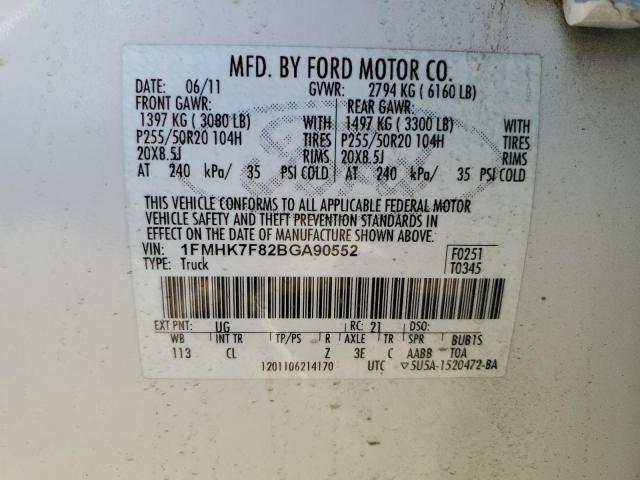 MFD. BY FORD MOTOR CO.
DATE: 06/11 GVWR: 2794 KG ( 6160 LB)
FRONT GAWR: REAR GAWR:
1397 KG ( 3080 LB) WITH 1497 KG ( 3300 LB) WITH
P255/50R20 104H TIRES P255/50R20 104H TIRES
20X8.5J RIMS 20X8.5J RIMS
AT 240 kPa/ 35 PSI COLD AT 240 kPa/ 35 PSI COLD
THIS VEHICLE CONFORMS TO ALL APPLICABLE FEDERAL MOTOR
VEHICLE SAFETY AND THEFT PREVENTION STANDARDS IN
EFFECT ON THE DATE OF MANUFACTURE SHOWN ABOVE.
VIN: 1FMHK7F82BGA90552 F0251
TYPE: Truck T0345
EXT PNT: UG RC: 21 DSO:
WB INT TR TP/PS R AXLE TR SPR BUB1S
113 CL Z 3E C AABB TOA
1201106214170 UTC ▽5U5A-1520472-BA
Ford